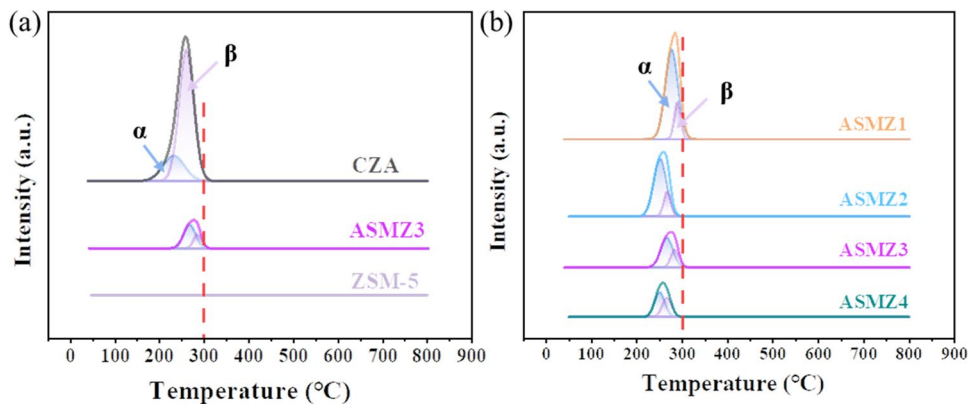 (a)
Intensity (a.u.)
α
β
CZA
ASMZ3
ZSM-5
0 100 200 300 400 500 600 700 800 900
Temperature (°C)
(b)
Intensity (a.u.)
α
β
ASMZ1
ASMZ2
ASMZ3
ASMZ4
0 100 200 300 400 500 600 700 800 900
Temperature (°C)